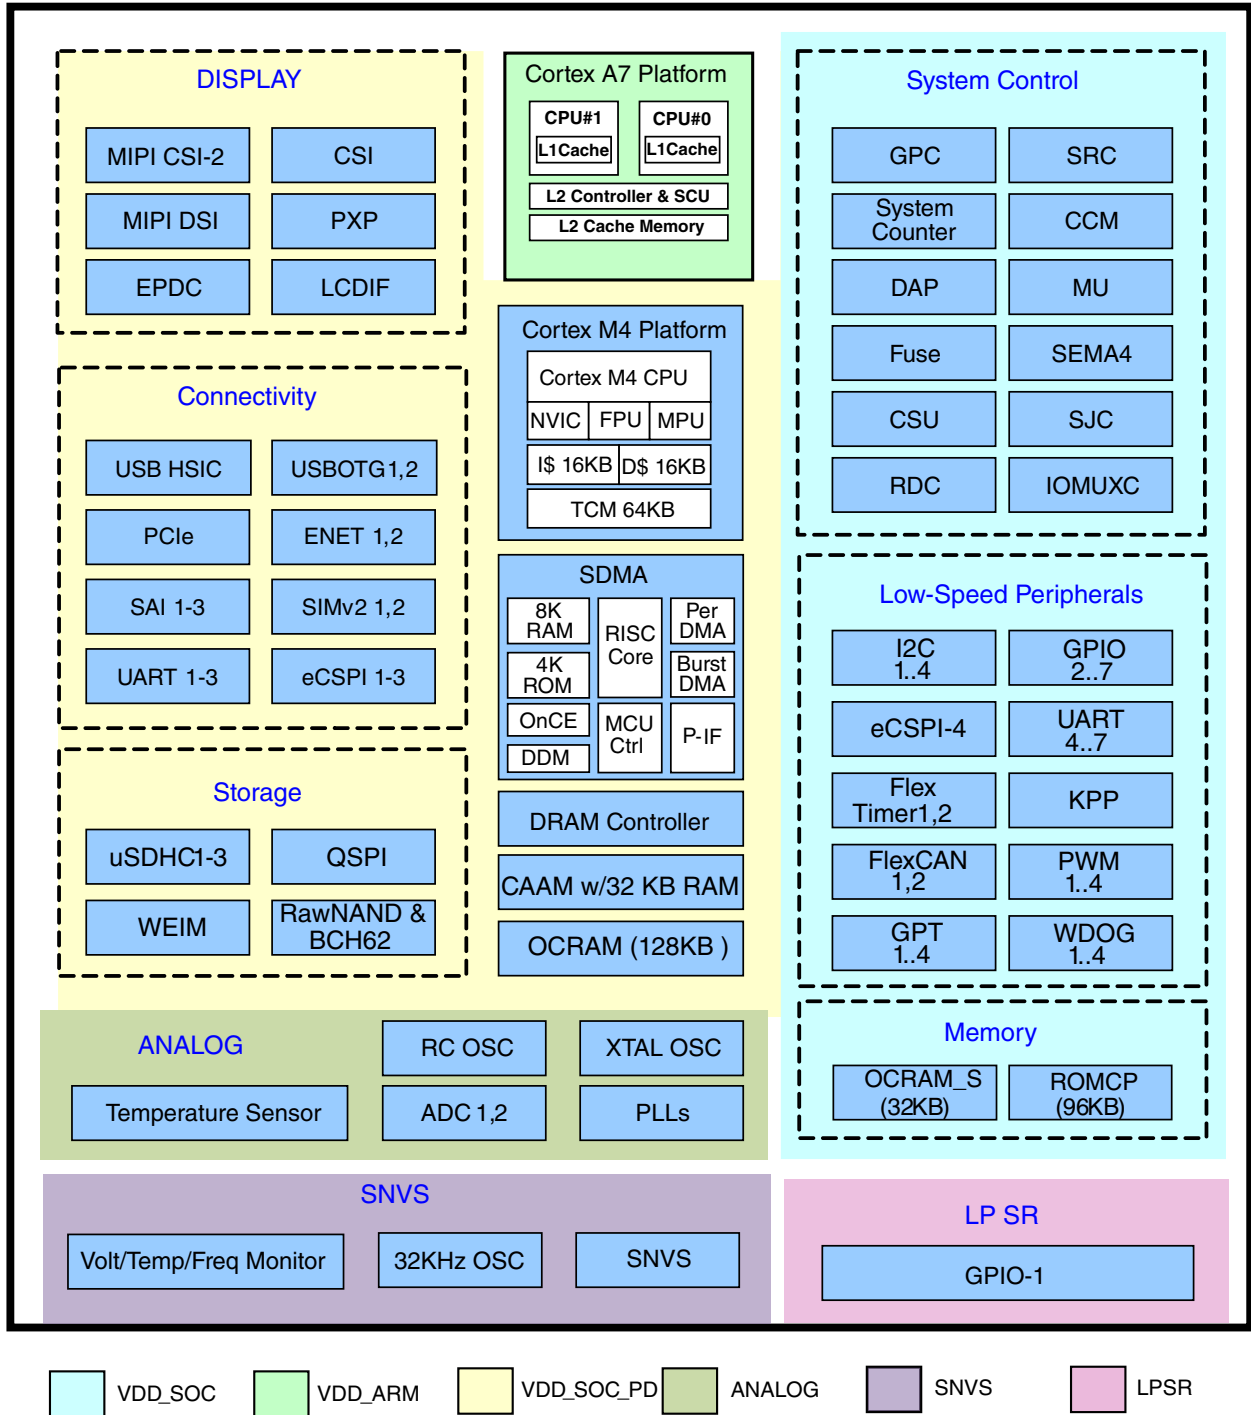 DISPLAY
MIPI CSI-2
CSI
MIPI DSI
PXP
EPDC
LCDIF
Connectivity
USB HSIC
USBOTG1,2
PCIe
ENET 1,2
SAI 1-3
SIMv2 1,2
UART 1-3
eCSPI 1-3
Storage
uSDHC1-3
QSPI
WEIM
RawNAND &
BCH62
Cortex A7 Platform
CPU#1
L1Cache
CPU#0
L1Cache
L2 Controller & SCU
L2 Cache Memory
Cortex M4 Platform
Cortex M4 CPU
NVIC
FPU
MPU
I$ 16KB
D$ 16KB
TCM 64KB
SDMA
8K
RAM
RISC
Core
Per
DMA
4K
ROM
Burst
DMA
OnCE
MCU
Ctrl
P-IF
DDM
DRAM Controller
CAAM w/32 KB RAM
OCRAM (128KB )
System Control
GPC
SRC
System
Counter
CCM
DAP
MU
Fuse
SEMA4
CSU
SJC
RDC
IOMUXC
Low-Speed Peripherals
I2C
1..4
GPIO
2..7
eCSPI-4
UART
4..7
Flex
Timer1,2
KPP
FlexCAN
1,2
PWM
1..4
GPT
1..4
WDOG
1..4
Memory
OCRAM_S
(32KB)
ROMCP
(96KB)
ANALOG
RC OSC
XTAL OSC
Temperature Sensor
ADC 1,2
PLLs
SNVS
Volt/Temp/Freq Monitor
32KHz OSC
SNVS
LP SR
GPIO-1
VDD_SOC
VDD_ARM
VDD_SOC_PD
ANALOG
SNVS
LPSR